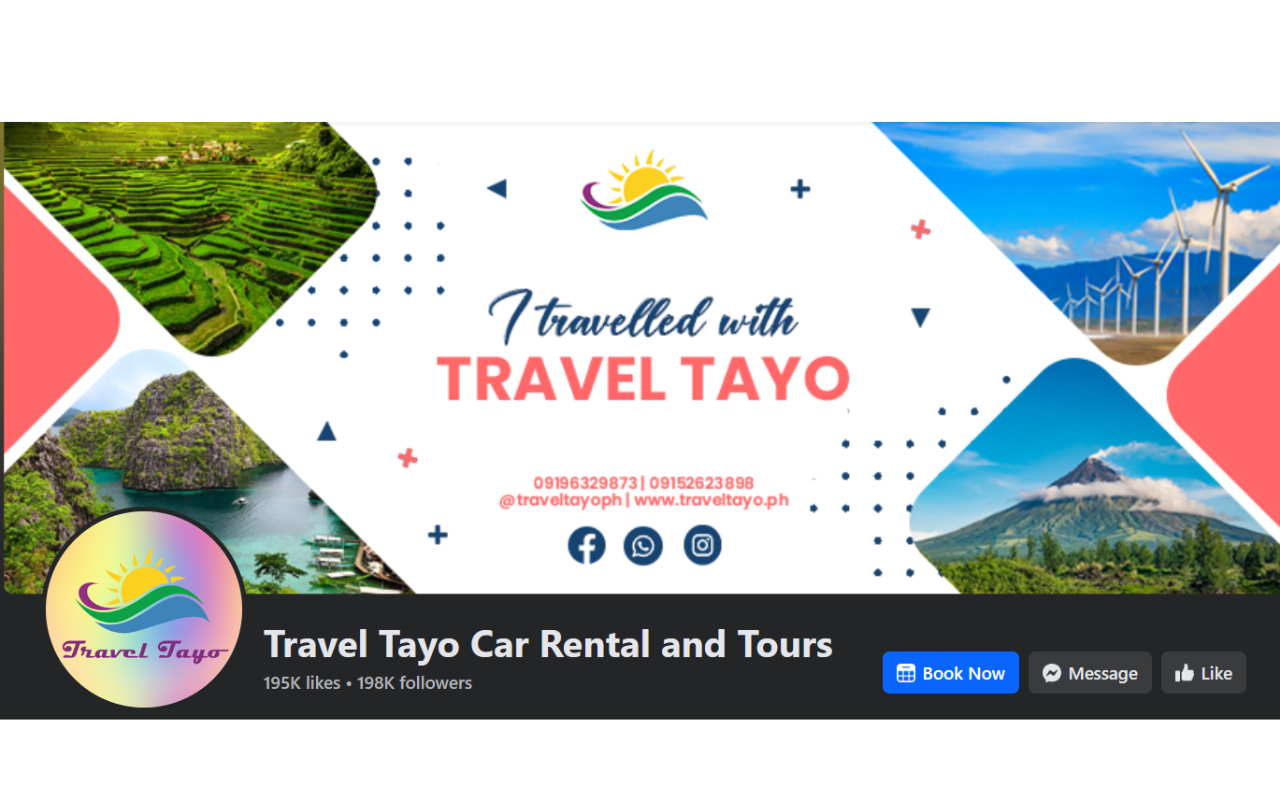 I travelled with
TRAVEL TAYO
09196329873 | 09152623898
@traveltayoph | www.traveltayo.ph
Travel Tayo
Travel Tayo Car Rental and Tours
195K likes • 198K followers
Book Now
Message
Like